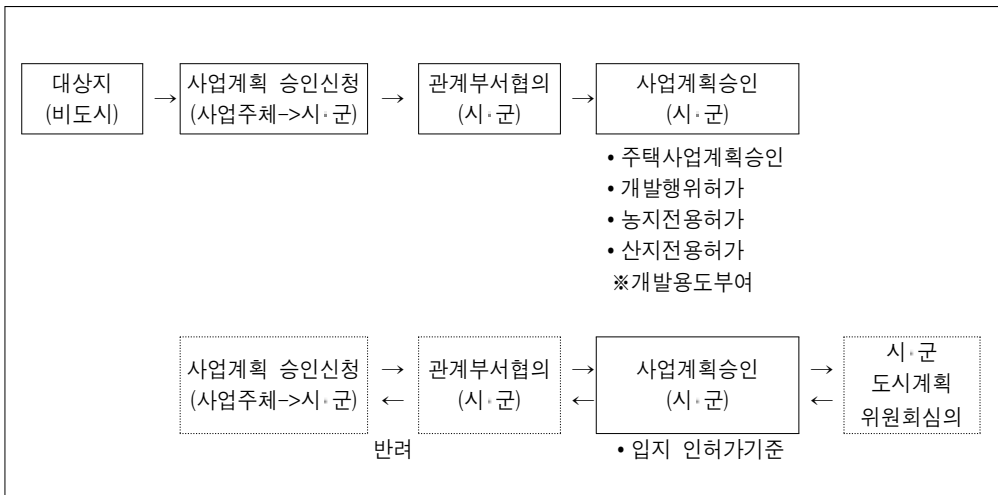 대상지
(비도시)
→
사업계획 승인신청
(사업주체->시·군)
→
관계부서협의
(시·군)
→
사업계획승인
(시·군)
• 주택사업계획승인
• 개발행위허가
• 농지전용허가
• 산지전용허가
※개발용도부여
사업계획 승인신청
(사업주체->시·군)
→
←
반려
관계부서협의
(시·군)
→
←
사업계획승인
(시·군)
• 입지 인허가기준
→
←
시·군
도시계획
위원회심의